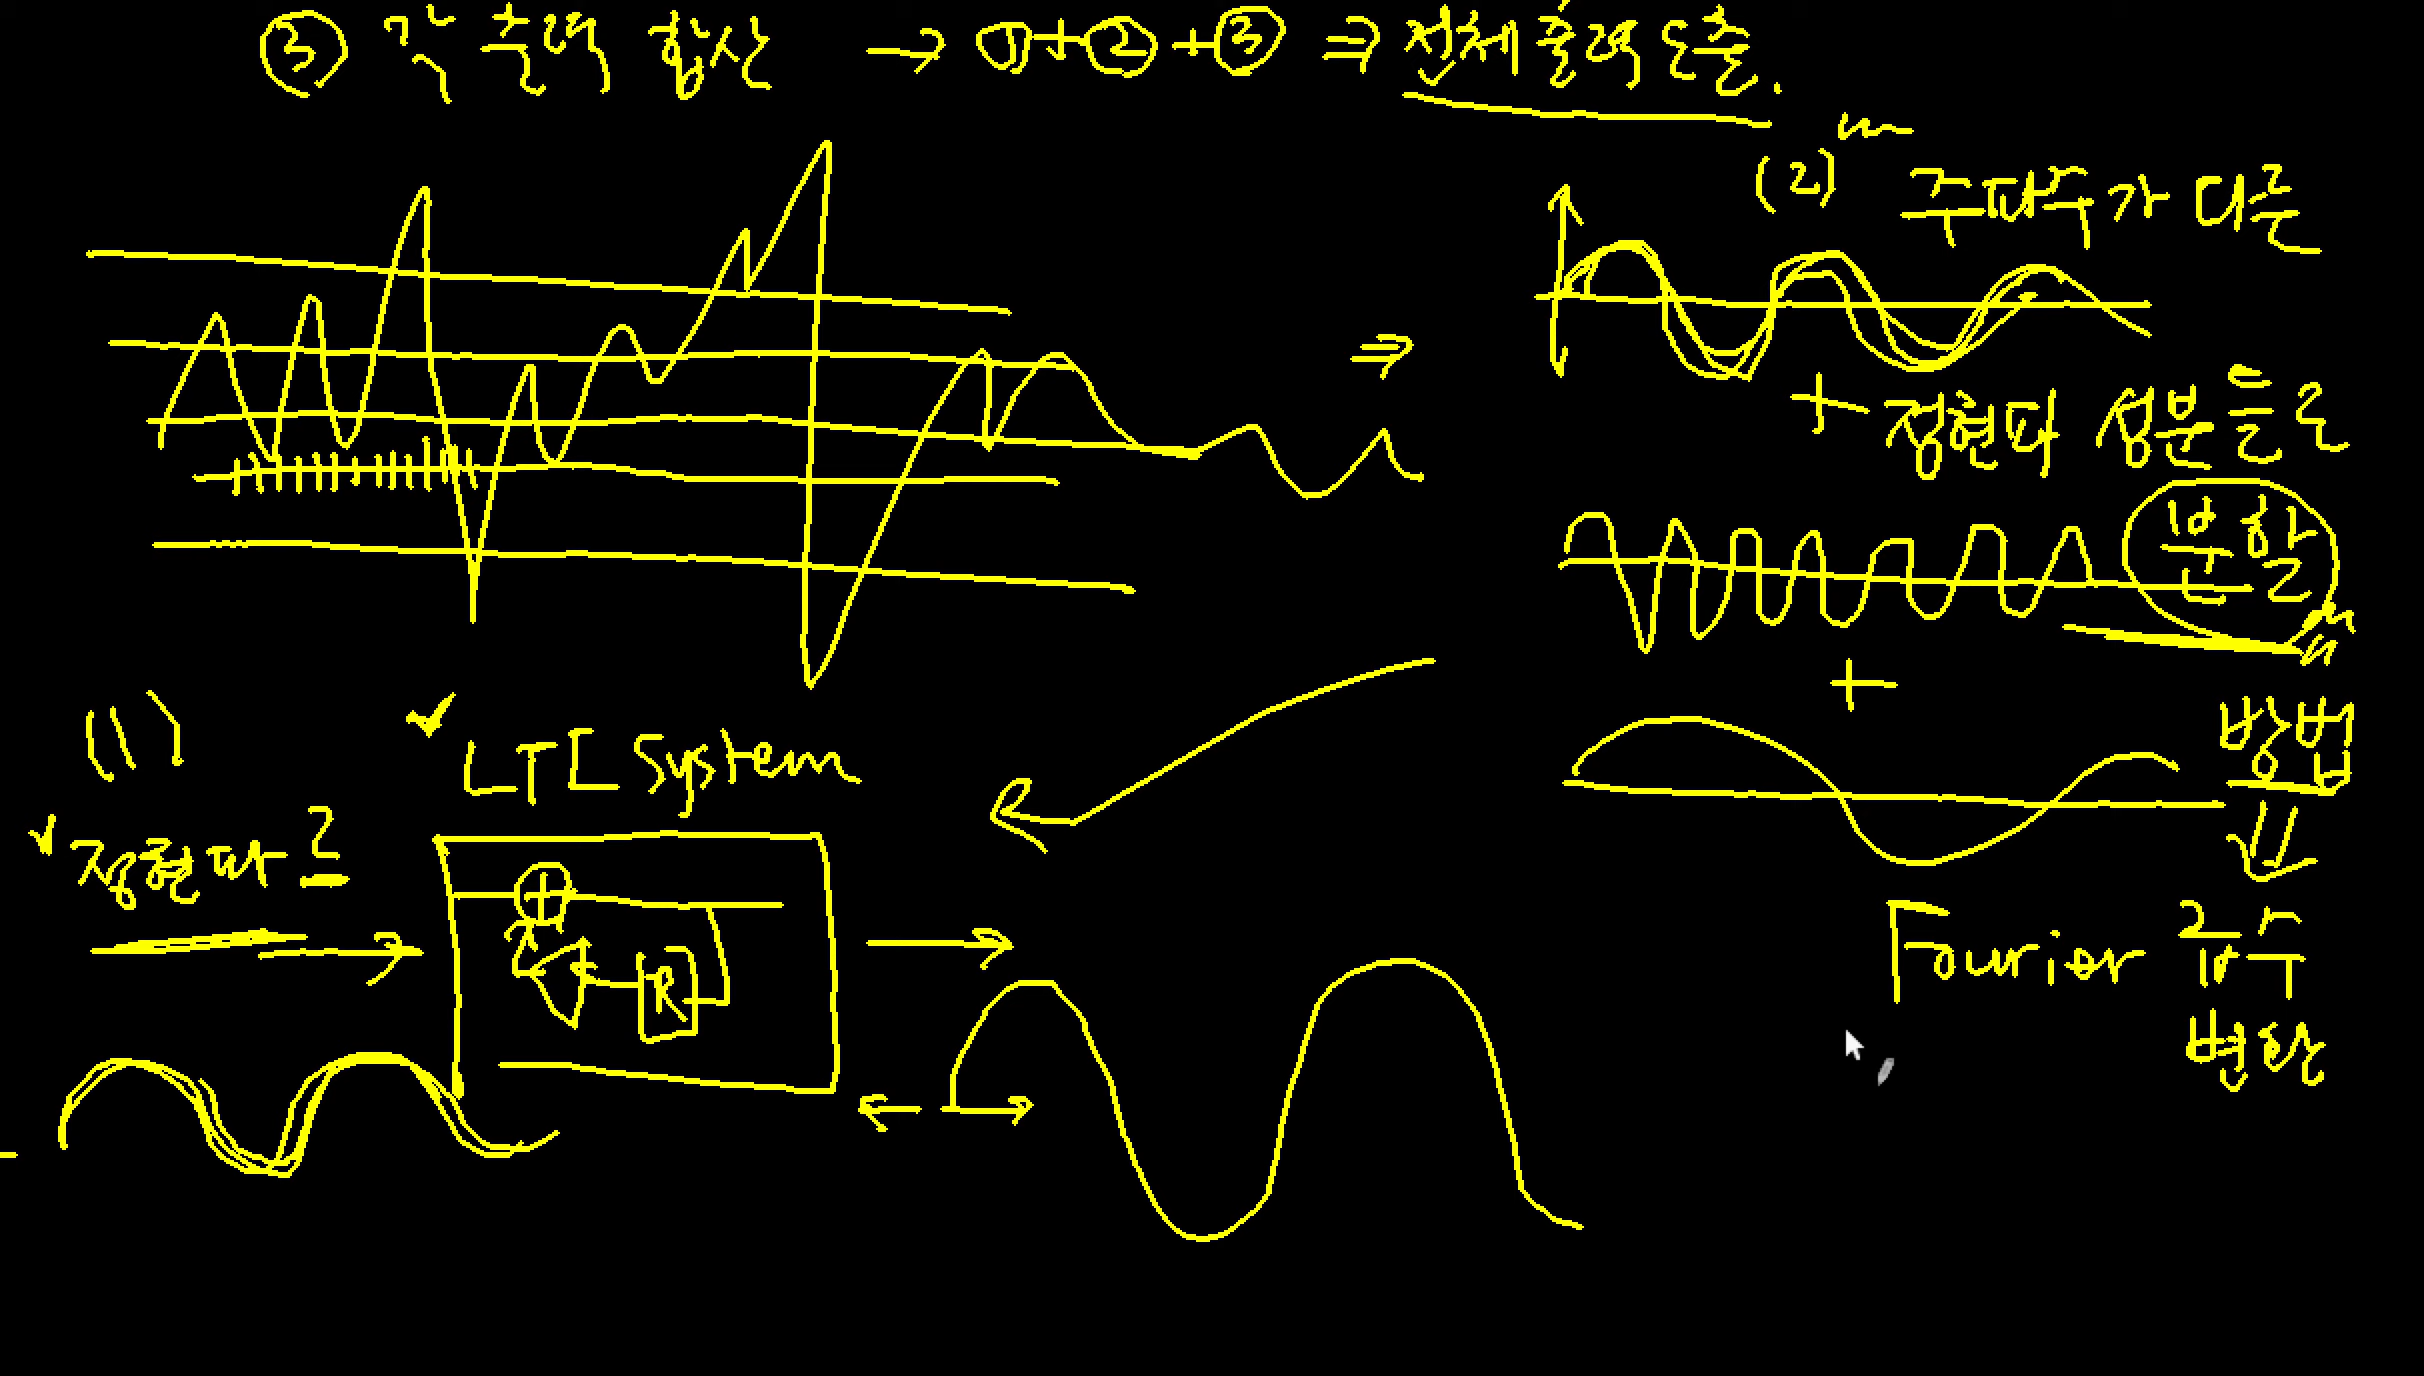 ③ 각 출력 합산 → ①+②+③ ⇒ 전체출력 도출.
(2) 주파수가 다른
+ 정현파 성분들로
분할
+
방법
(1)
LTI System
정현파를
R
Fourier 급수
변환